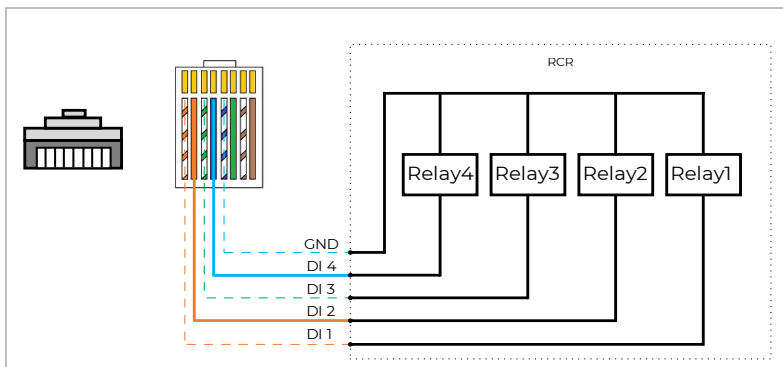 RCR
Relay4 Relay3 Relay2 Relay1
GND
DI 4
DI 3
DI 2
DI 1